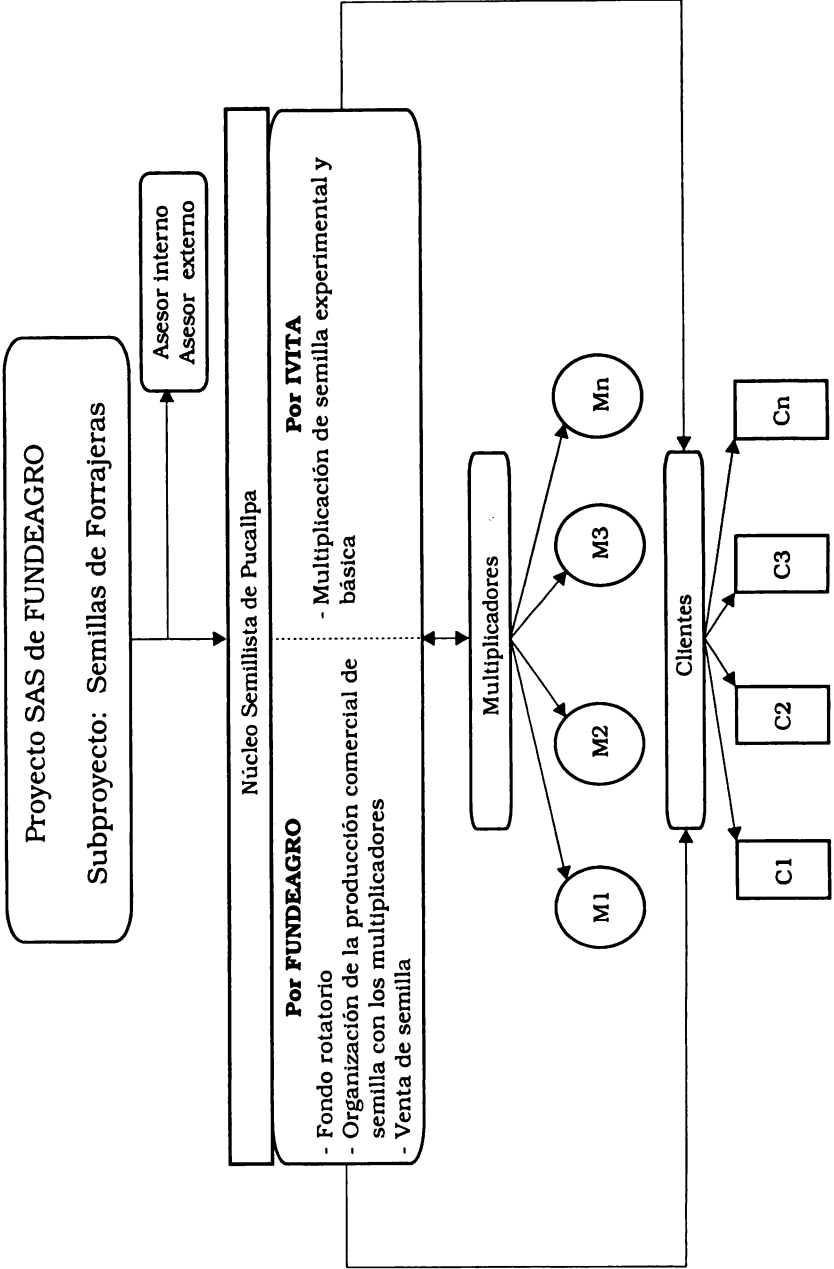 Proyecto SAS de FUNDEAGRO
Subproyecto: Semillas de Forrajeras
Asesor interno
Asesor externo
Núcleo Semillista de Pucallpa
Por FUNDEAGRO
- Fondo rotatorio
- Organización de la producción comercial de
semilla con los multiplicadores
- Venta de semilla
Por IVITA
- Multiplicación de semilla experimental y
básica
Multiplicadores
M1
M2
M3
Mn
Clientes
C1
C2
C3
Cn